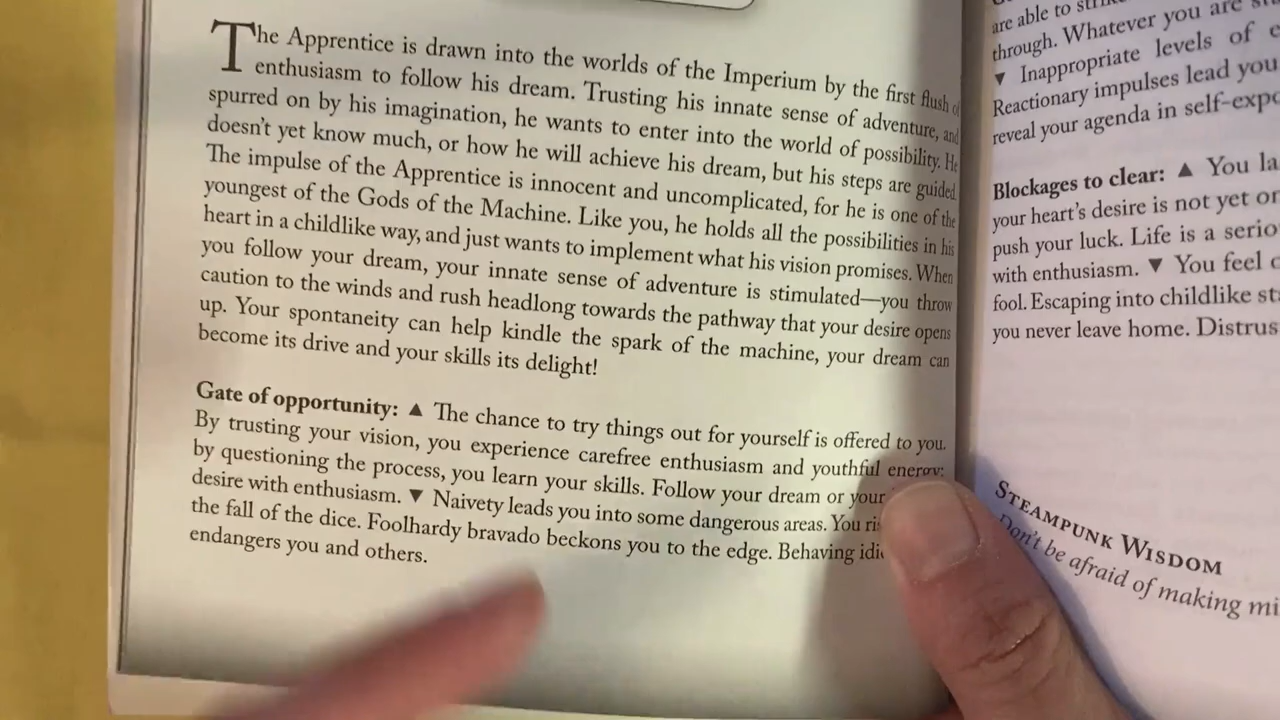 The Apprentice is drawn into the worlds of the Imperium by the first flush
enthusiasm to follow his dream. Trusting his innate sense of adventure, and
spurred on by his imagination, he wants to enter into the world of possibility. He
doesn't yet know much, or how he will achieve his dream, but his steps are guided
The impulse of the Apprentice is innocent and uncomplicated, for he is one of the
youngest of the Gods of the Machine. Like you, he holds all the possibilities in his
heart in a childlike way, and just wants to implement what his vision promises. When
you follow your dream, your innate sense of adventure is stimulated—you throw
caution to the winds and rush headlong towards the pathway that your desire opens
up. Your spontaneity can help kindle the spark of the machine, your dream can
become its drive and your skills its delight!
Gate of opportunity: ▲ The chance to try things out for yourself is offered to you.
By trusting your vision, you experience carefree enthusiasm and youthful energy;
by questioning the process, you learn your skills. Follow your dream or your
desire with enthusiasm. ▼ Naivety leads you into some dangerous areas. You
the fall of the dice. Foolhardy bravado beckons you to the edge. Behaving
endangers you and others.
are able to
through. Whatever you are
▼ Inappropriate levels of
Reactionary impulses lead you
reveal your agenda in
Blockages to clear: ▲ You
your heart's desire is not yet
push your luck. Life is a
with enthusiasm. ▼ You feel
fool. Escaping into childlike
you never leave home.
STEAMPUNK WISDOM
Don't be afraid of making